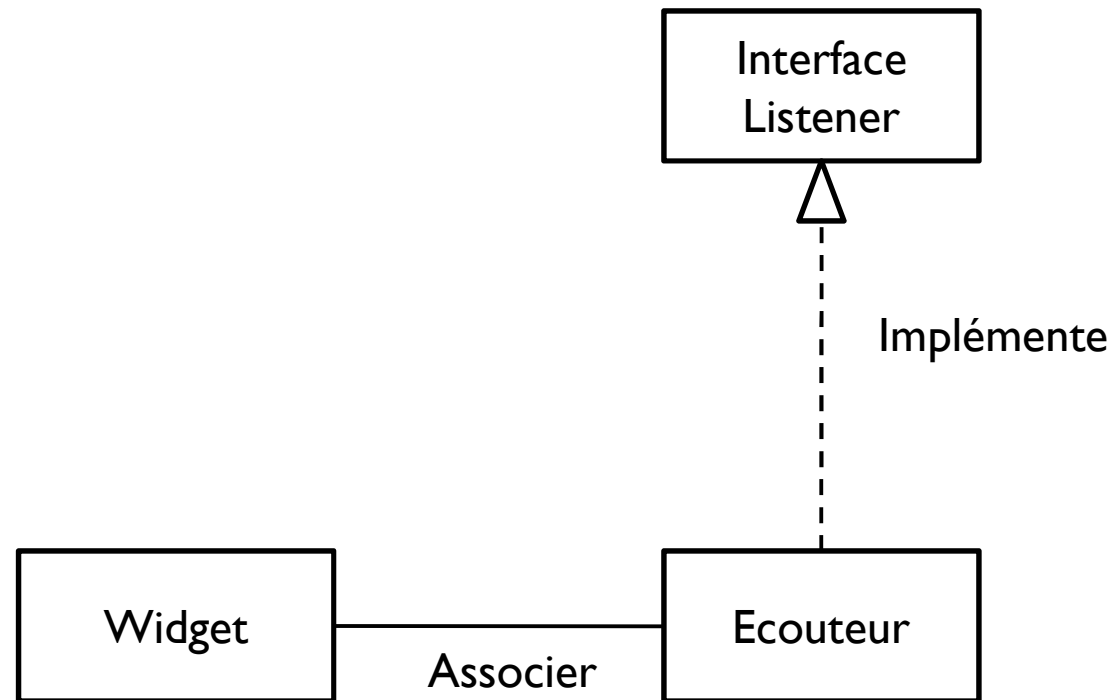 Interface
Listener
Implémente
Widget
Associer
Ecouteur